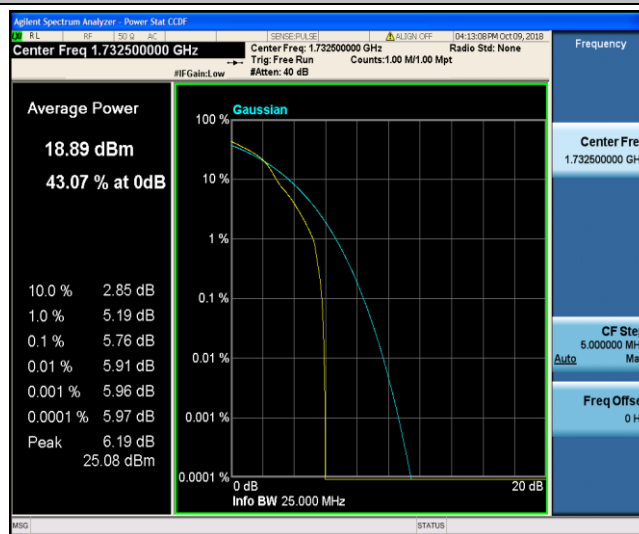 Agilent Spectrum Analyzer - Power Stat CCDF
RL RF 50 Ω AC SENSE:PULSE ALIGN OFF 04:13:08 PM Oct 09, 2018
Center Freq 1.732500000 GHz
Center Freq: 1.732500000 GHz Radio Std: None
Trig: Free Run Counts:1.00 M/1.00 Mpt
#IFGain:Low #Atten: 40 dB
Frequency
Average Power
18.89 dBm
43.07 % at 0dB
10.0 % 2.85 dB
1.0 % 5.19 dB
0.1 % 5.76 dB
0.01 % 5.91 dB
0.001 % 5.96 dB
0.0001 % 5.97 dB
Peak 6.19 dB
25.08 dBm
Gaussian
100 %
10 %
1 %
0.1 %
0.01 %
0.001 %
0.0001 %
0 dB 20 dB
Info BW 25.000 MHz
Center Fre
1.732500000 GH
CF Ste
5.000000 MH
Auto Ma
Freq Offse
0 H
MSG STATUS